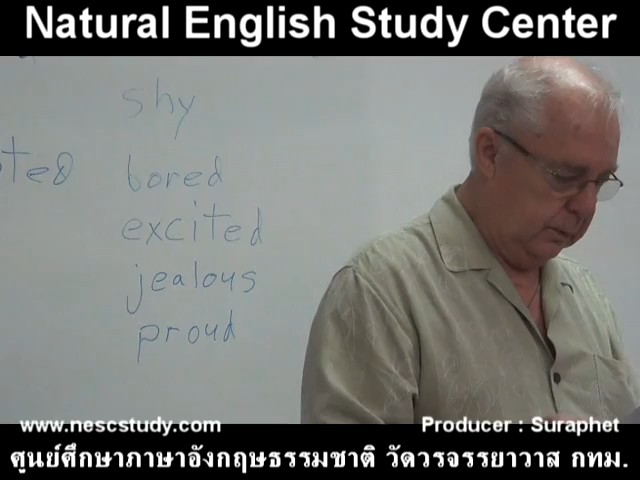 Natural English Study Center
shy
bored
excited
jealous
proud
www.nescstudy.com
Producer : Suraphet
ศูนย์ศึกษาภาษาอังกฤษธรรมชาติ วัดวรจรรยาวาส กทม.